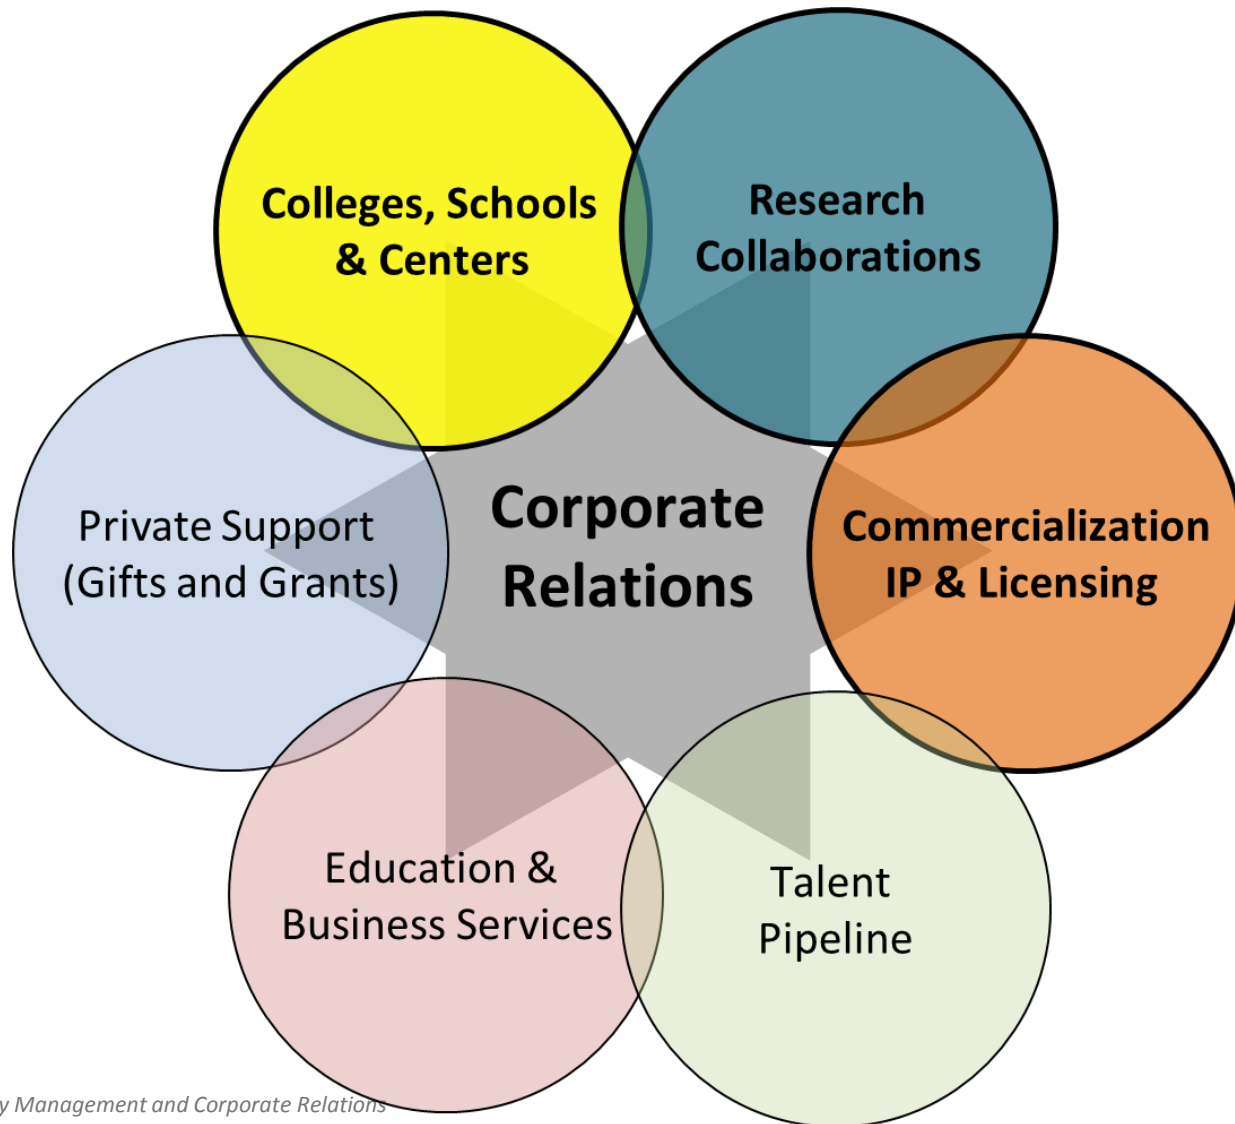 Colleges, Schools
& Centers
Research
Collaborations
Private Support
(Gifts and Grants)
Corporate
Relations
Commercialization
IP & Licensing
Education &
Business Services
Talent
Pipeline
y Management and Corporate Relations